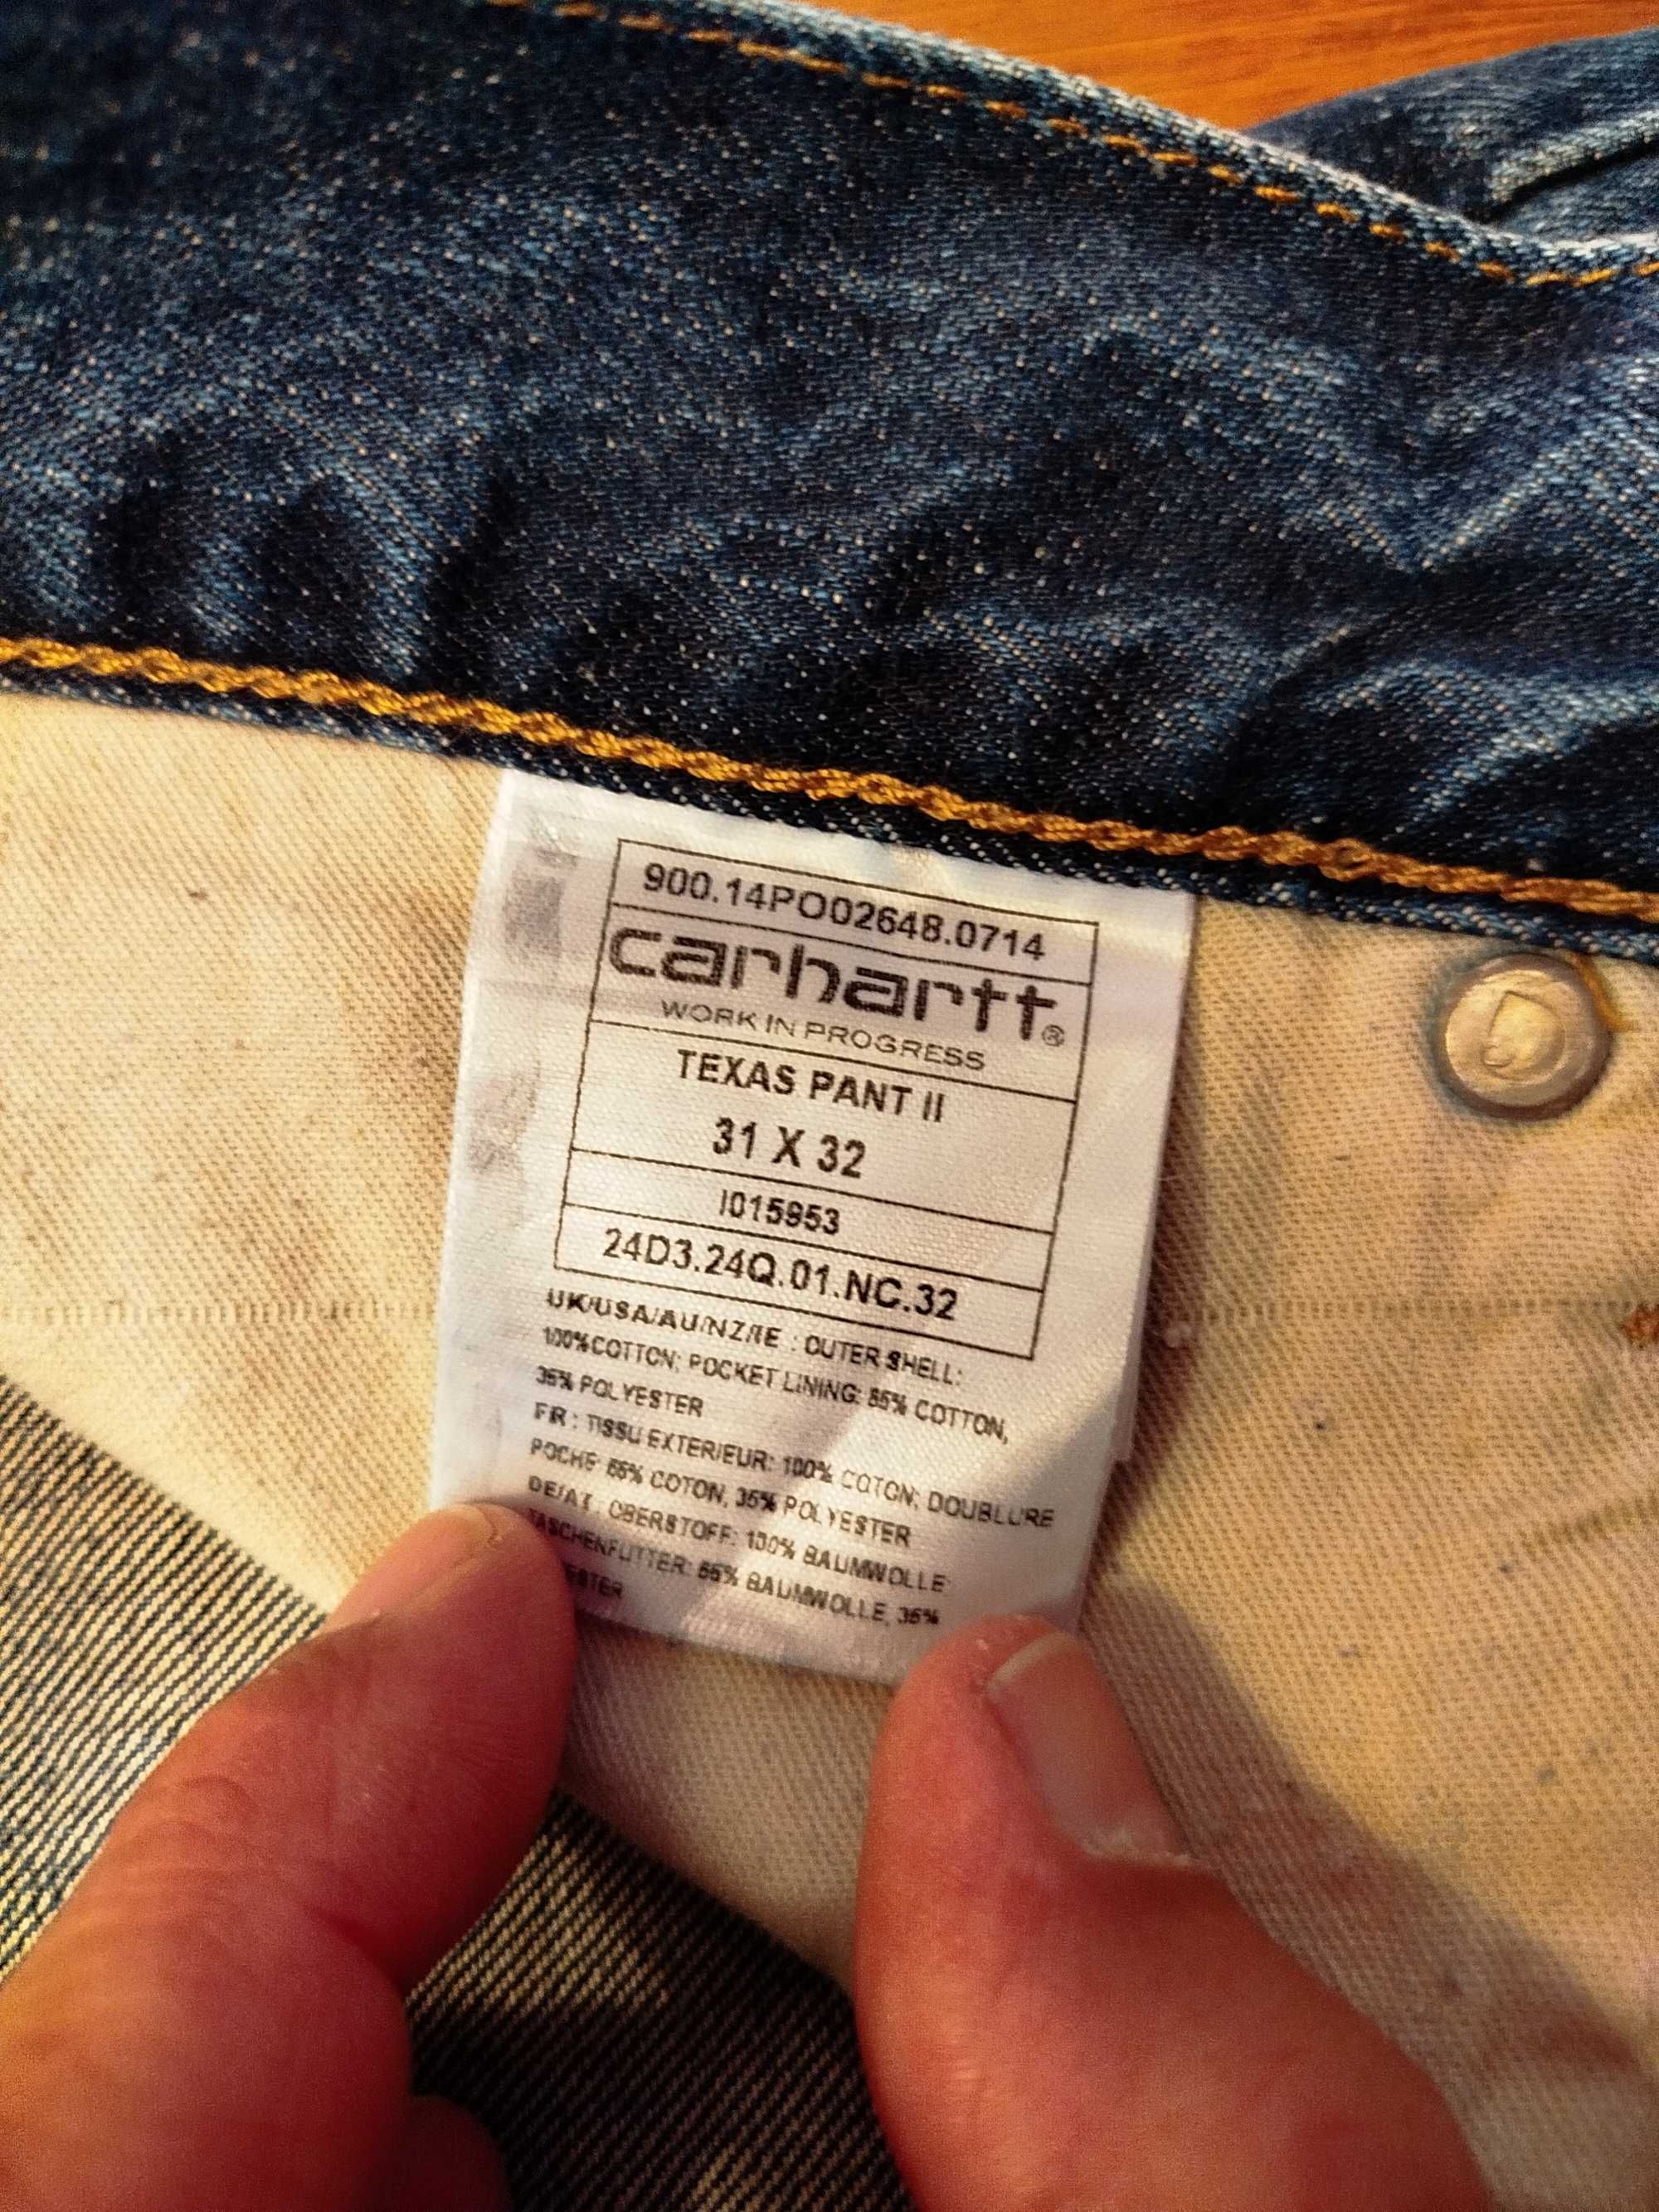 900.14PO02648.0714
carhartt®
WORK IN PROGRESS
TEXAS PANT II
31 X 32
I015953
24D3.24Q.01.NC.32
UK/USA/AU/NZ/IE : OUTER SHELL:
100%COTTON; POCKET LINING: 65% COTTON,
35% POLYESTER
FR : TISSU EXTERIEUR: 100% COTON; DOUBLURE
POCHE: 65% COTON, 35% POLYESTER
DE/AT : OBERSTOFF: 100% BAUMWOLLE;
TASCHENFUTTER: 65% BAUMWOLLE, 35%